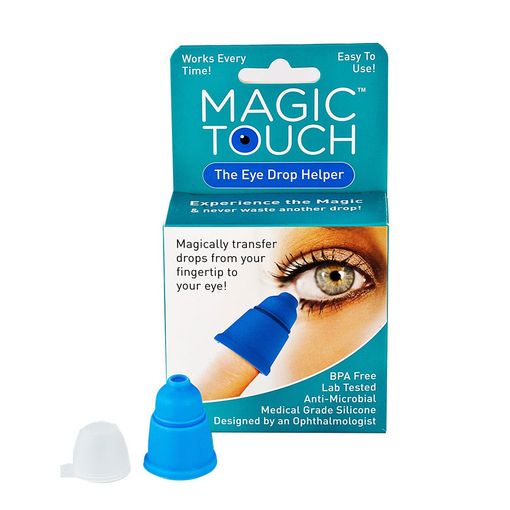 Works Every
Time!
Easy To
Use!
MAGIC™
TOUCH
The Eye Drop Helper
Experience the Magic
& never waste another drop!
Magically transfer
drops from your
fingertip to
your eye!
BPA Free
Lab Tested
Anti-Microbial
Medical Grade Silicone
Designed by an Ophthalmologist